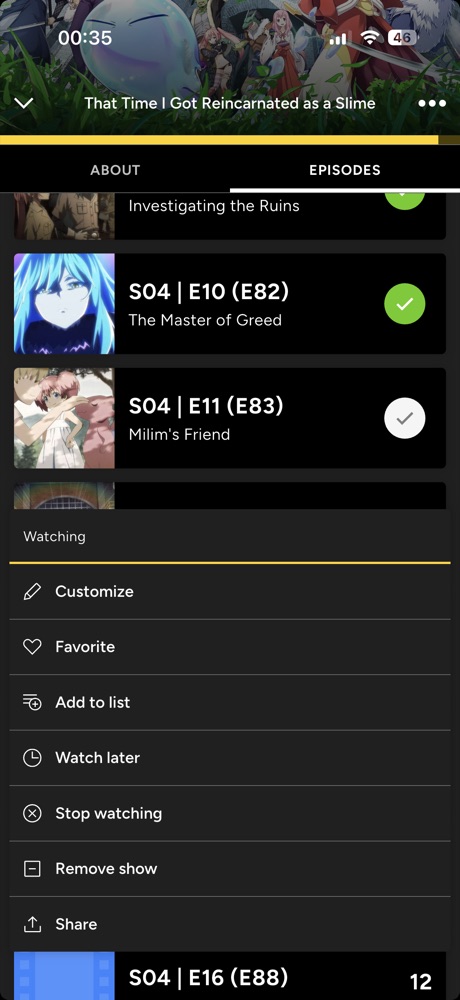 00:35
46
That Time I Got Reincarnated as a Slime
ABOUT
EPISODES
Investigating the Ruins
S04 | E10 (E82)
The Master of Greed
S04 | E11 (E83)
Milim's Friend
Watching
Customize
Favorite
Add to list
Watch later
Stop watching
Remove show
Share
S04 | E16 (E88)
12